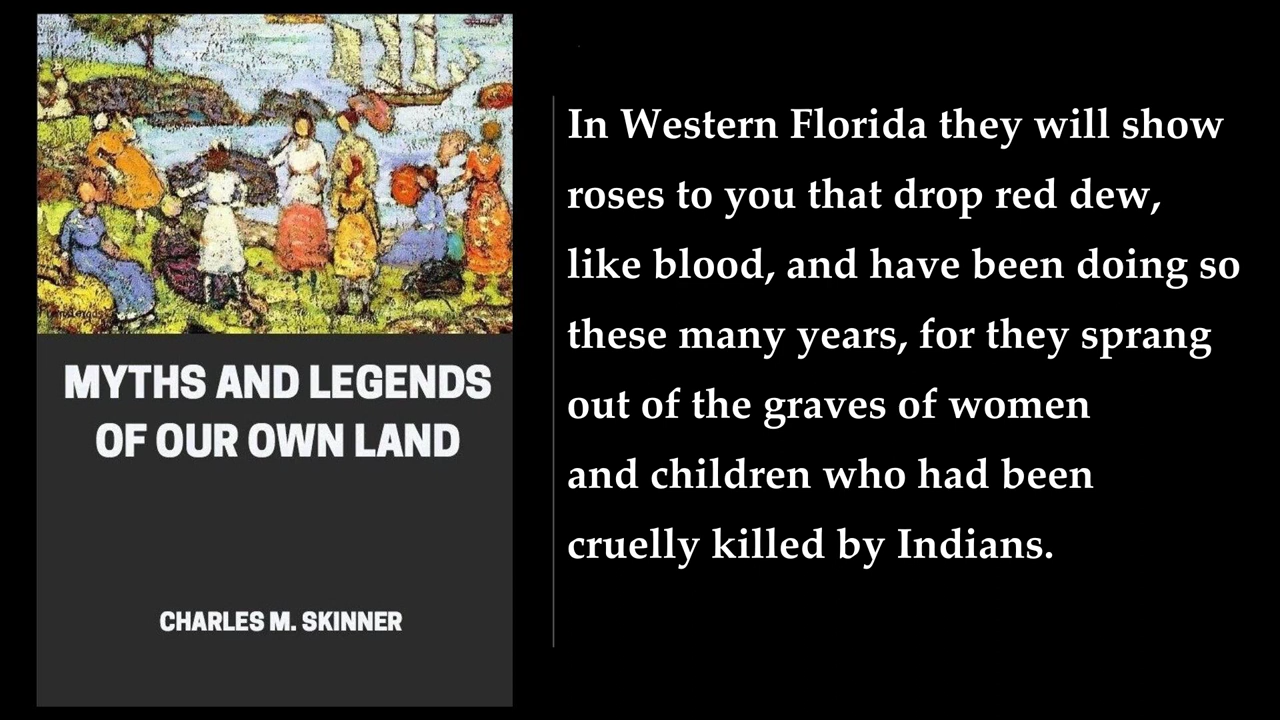 MYTHS AND LEGENDS
OF OUR OWN LAND
CHARLES M. SKINNER
In Western Florida they will show
roses to you that drop red dew,
like blood, and have been doing so
these many years, for they sprang
out of the graves of women
and children who had been
cruelly killed by Indians.